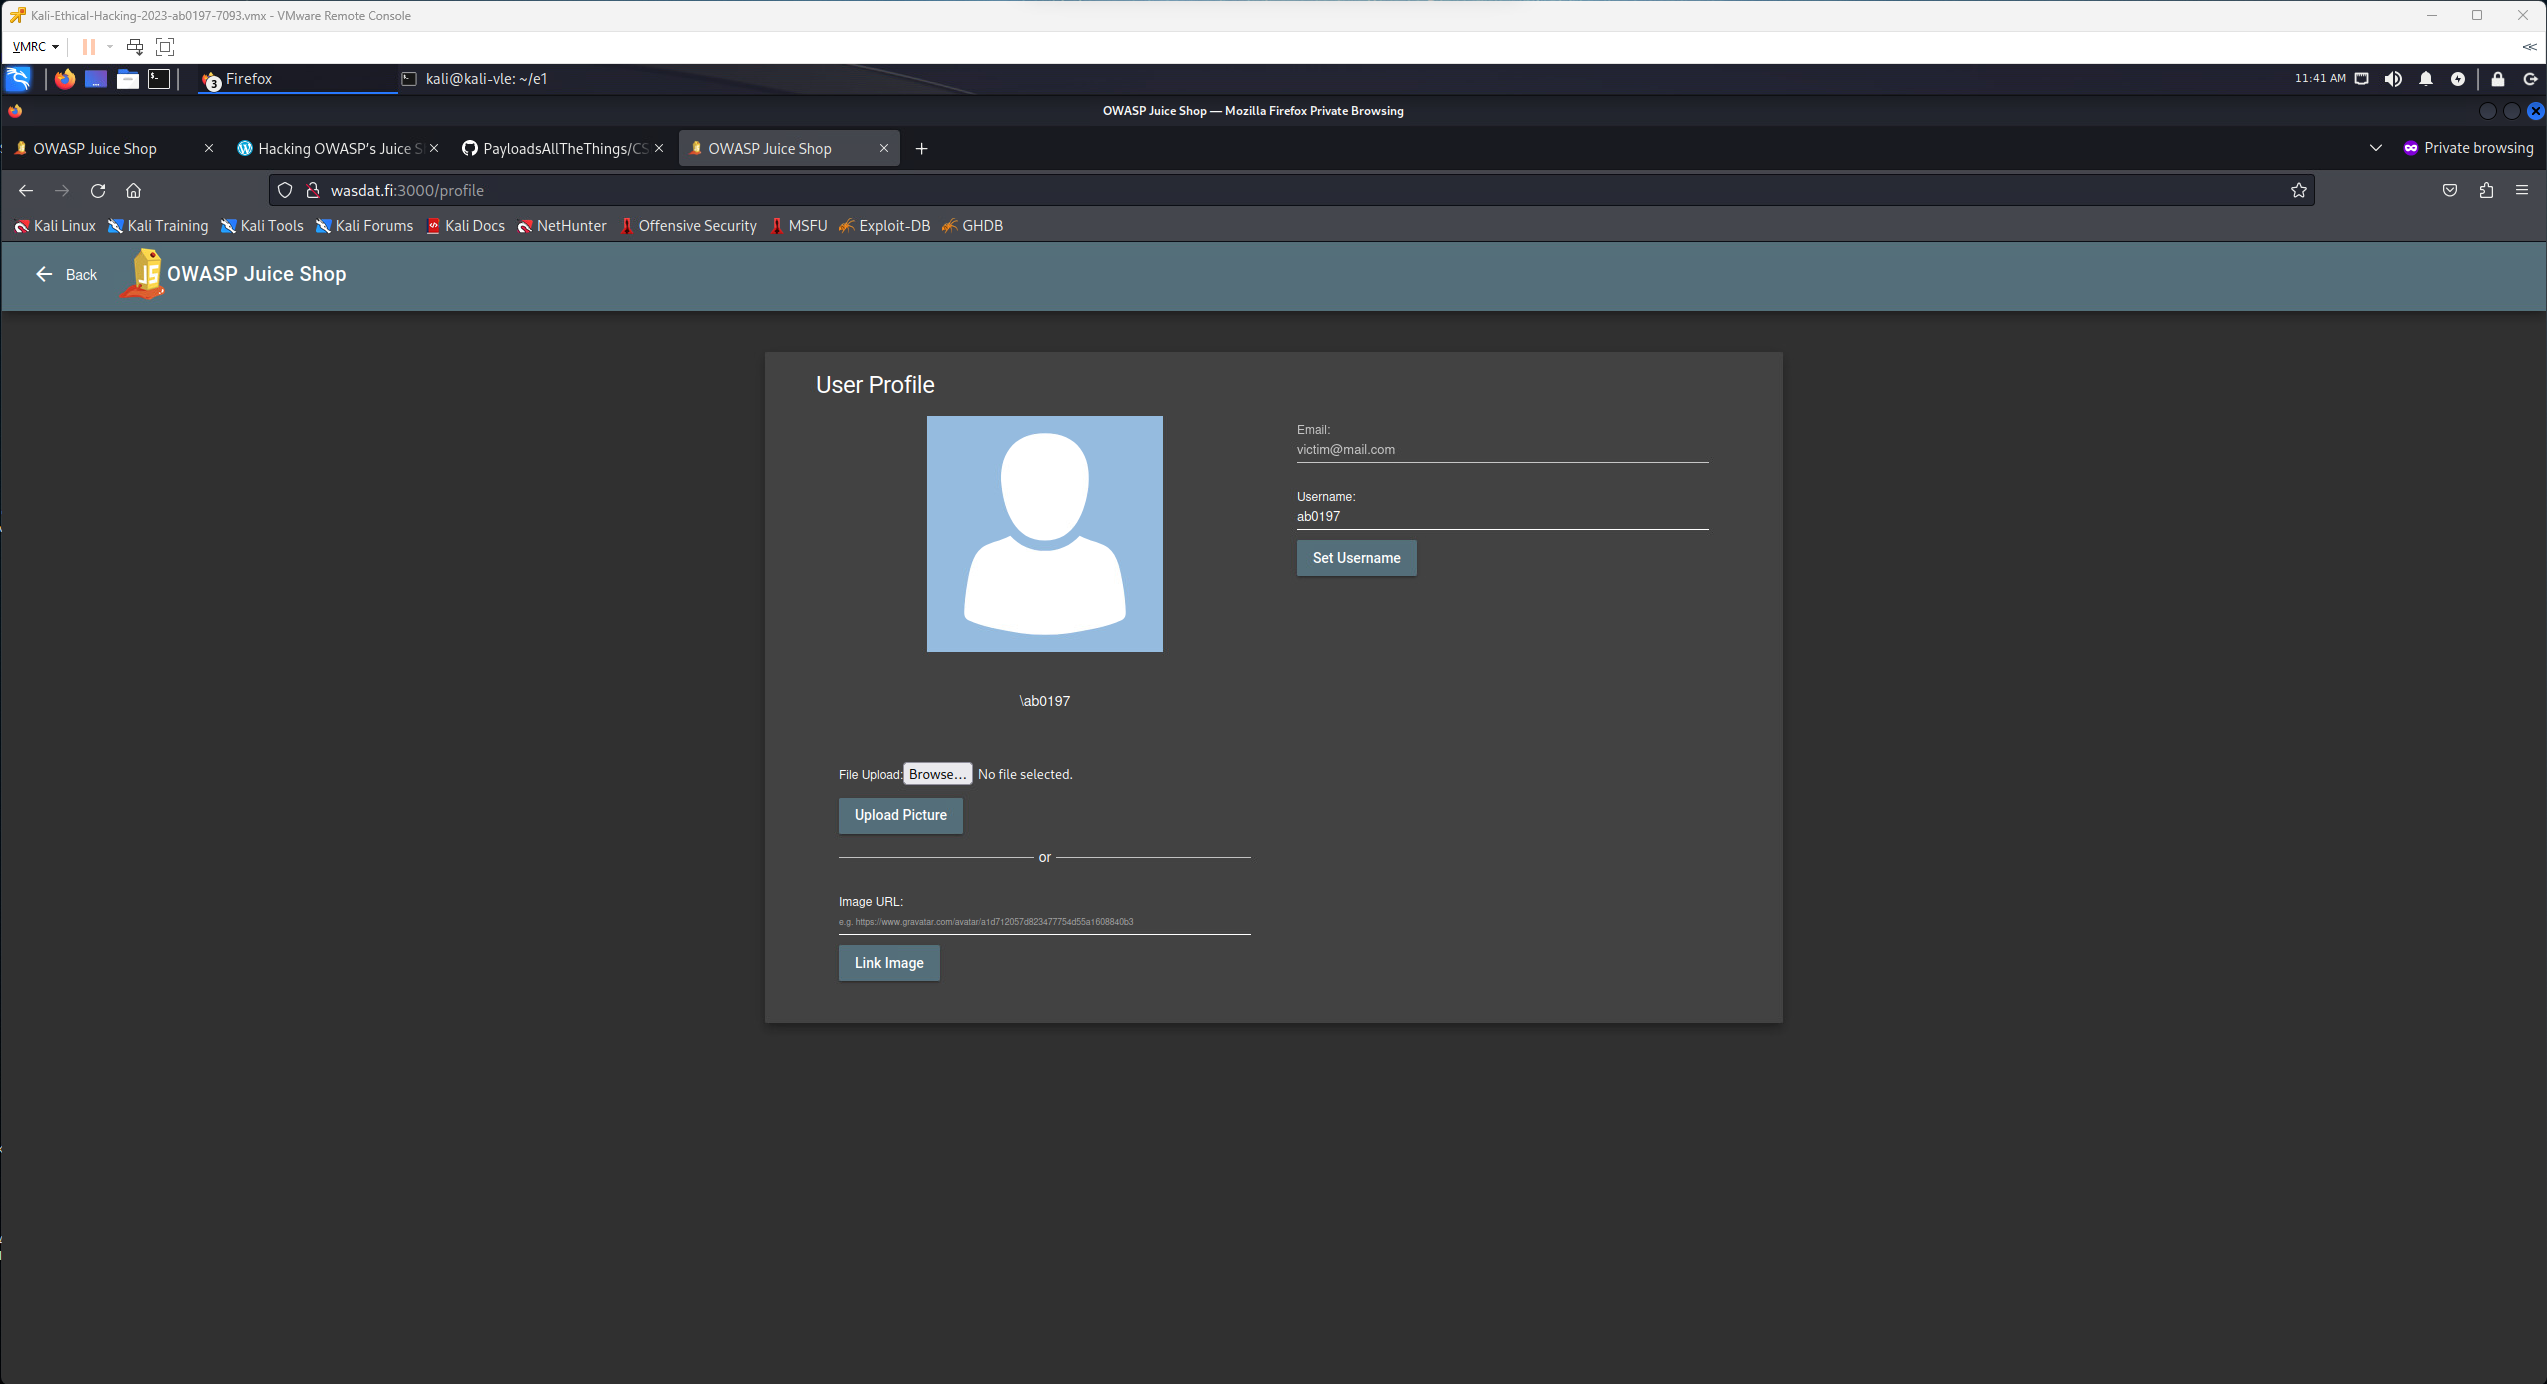 Kali-Ethical-Hacking-2023-ab0197-7093.vmx - VMware Remote Console
VMRC
Firefox
3
kali@kali-vle: ~/e1
11:41 AM
OWASP Juice Shop — Mozilla Firefox Private Browsing
OWASP Juice Shop
Hacking OWASP's Juice S
PayloadsAllTheThings/CS
OWASP Juice Shop
Private browsing
wasdat.fi:3000/profile
Kali Linux Kali Training Kali Tools Kali Forums Kali Docs NetHunter Offensive Security MSFU Exploit-DB GHDB
Back
JS
OWASP Juice Shop
User Profile
Email:
victim@mail.com
Username:
ab0197
Set Username
\ab0197
File Upload: Browse... No file selected.
Upload Picture
or
Image URL:
e.g. https://www.gravatar.com/avatar/a1d712057d823477754d55a1608840b3
Link Image